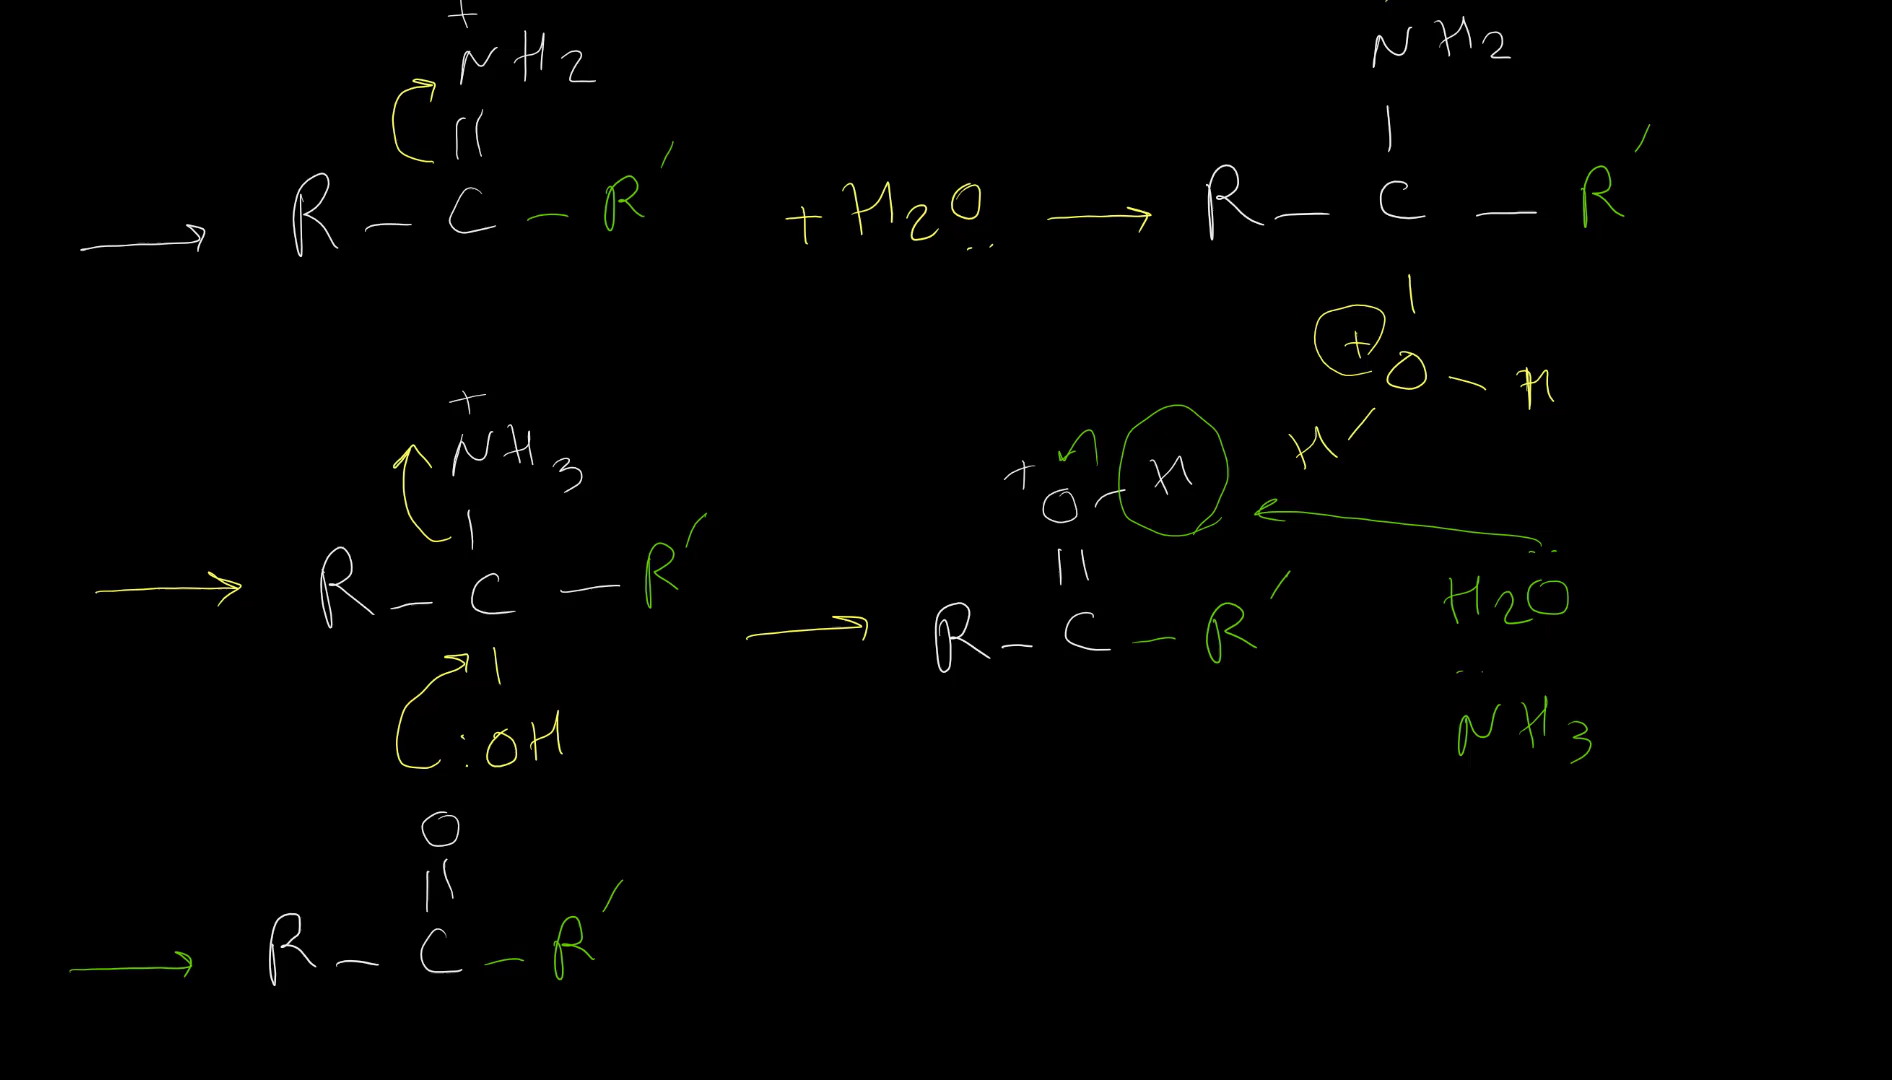 +
NH2
||
→ R – C – R′ + H2O →
NH2
|
R – C – R′
|
+ O – H
H
+
NH3
|
→ R – C – R′
|
:OH
→
+ O – H
||
R – C – R′
H2O
NH3
O
||
→ R – C – R′